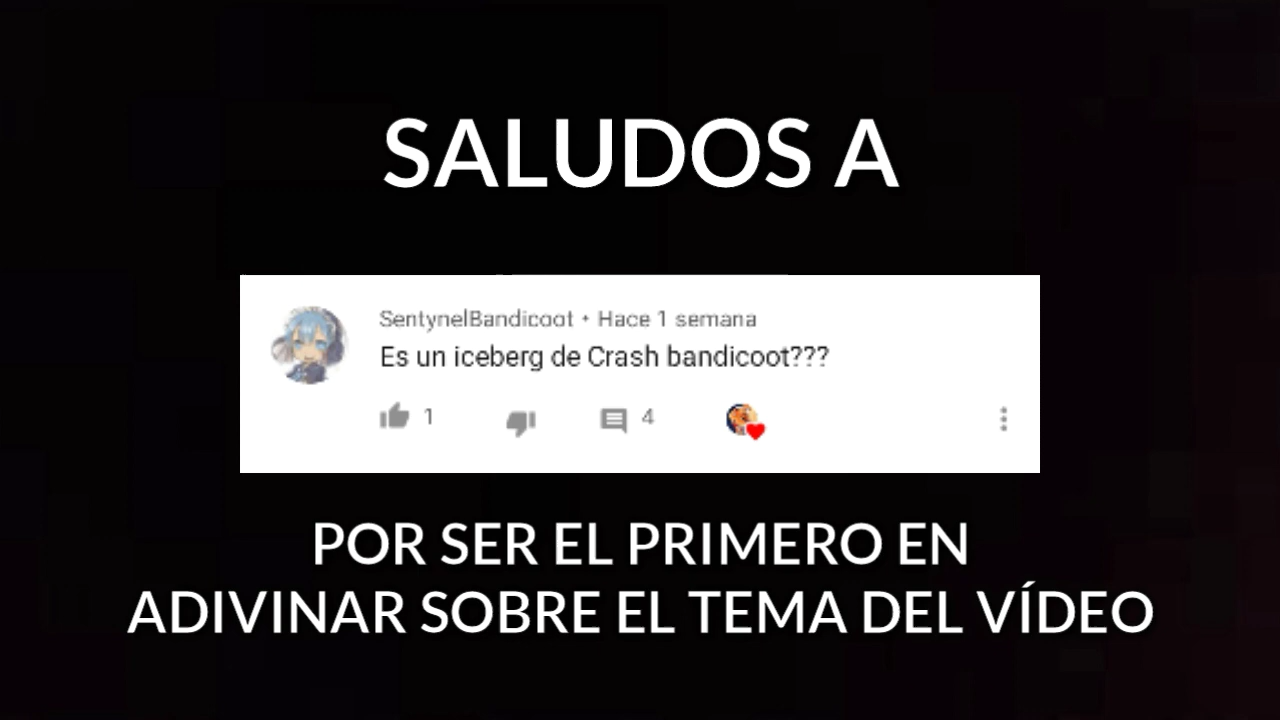 SALUDOS A
SentynelBandicoot • Hace 1 semana
Es un iceberg de Crash bandicoot???
1 4
POR SER EL PRIMERO EN
ADIVINAR SOBRE EL TEMA DEL VÍDEO